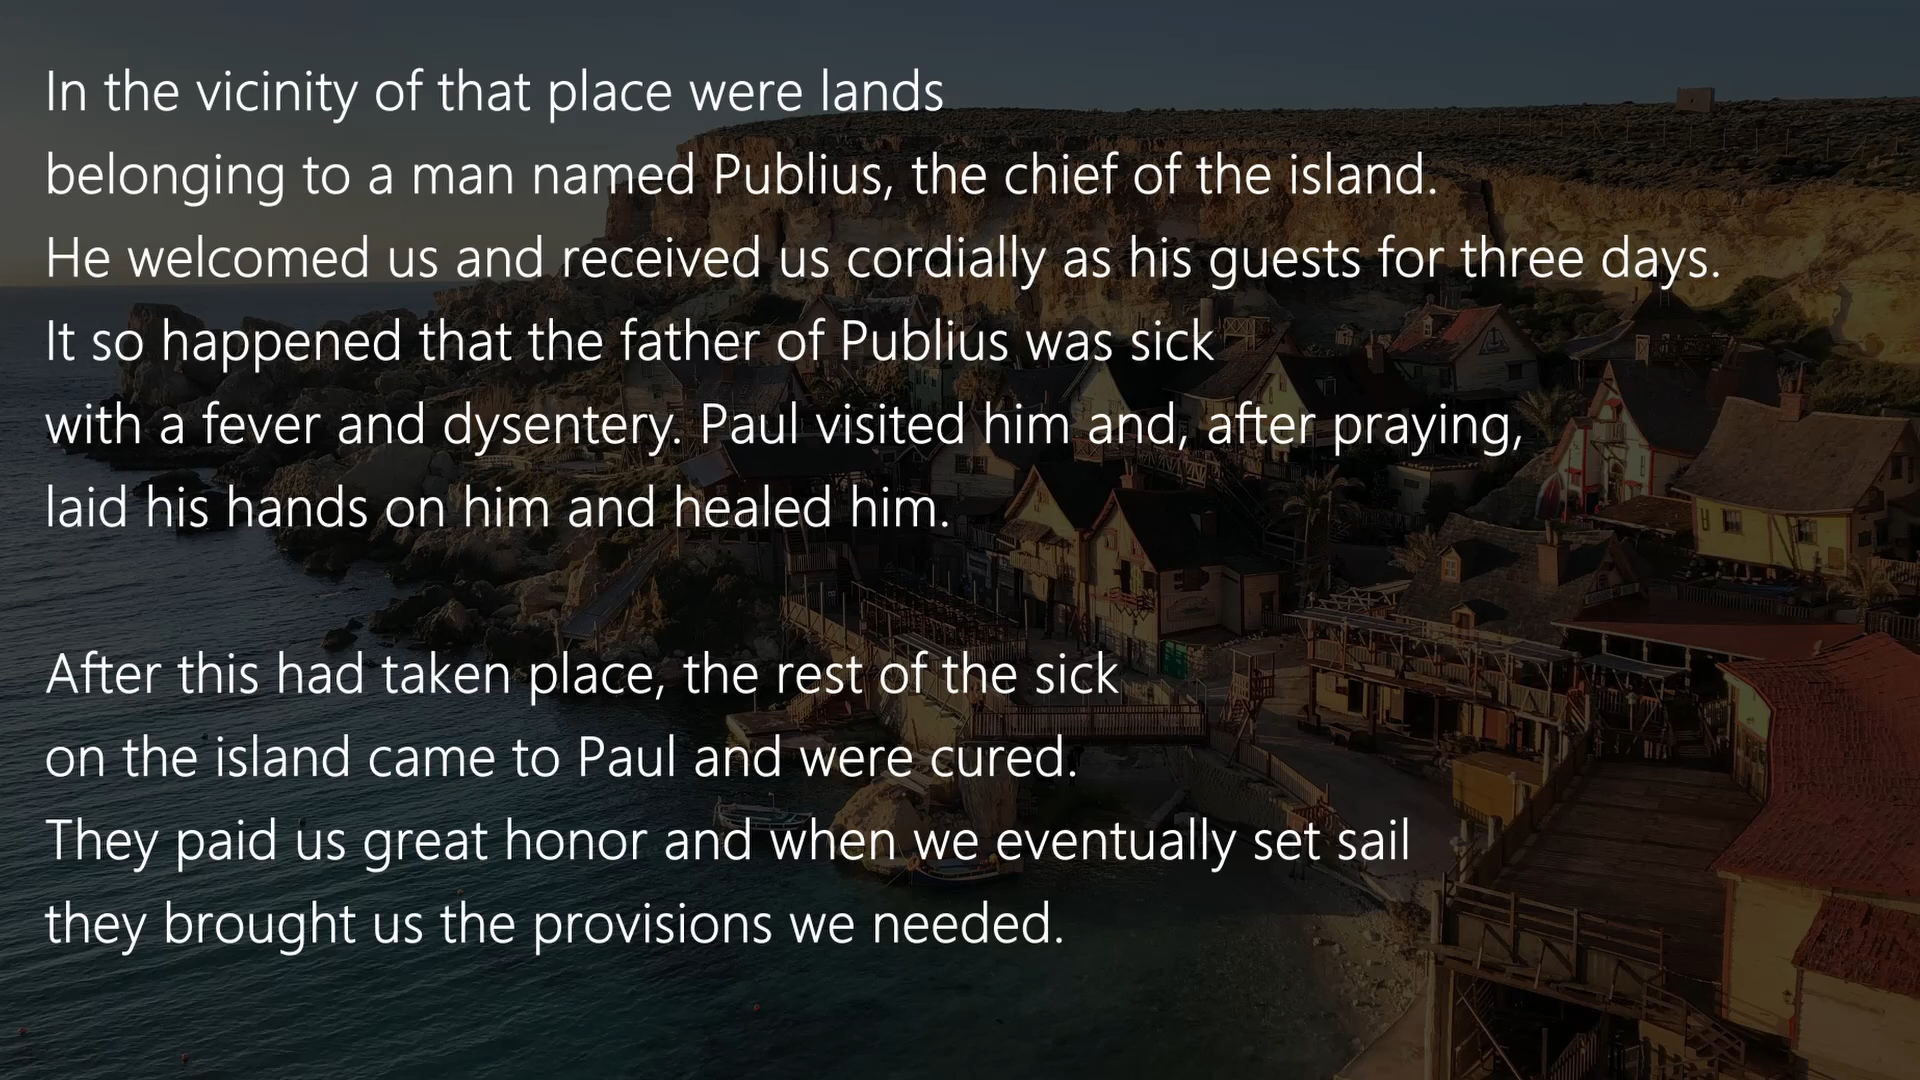 In the vicinity of that place were lands
belonging to a man named Publius, the chief of the island.
He welcomed us and received us cordially as his guests for three days.
It so happened that the father of Publius was sick
with a fever and dysentery. Paul visited him and, after praying,
laid his hands on him and healed him.
After this had taken place, the rest of the sick
on the island came to Paul and were cured.
They paid us great honor and when we eventually set sail
they brought us the provisions we needed.